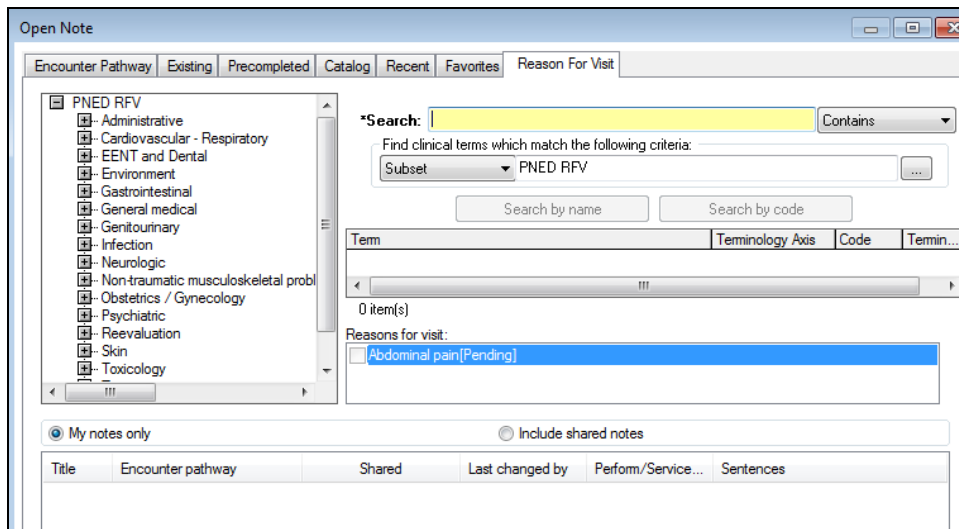 Open Note
Encounter Pathway Existing Precompleted Catalog Recent Favorites Reason For Visit
PNED RFV
Administrative
Cardiovascular - Respiratory
EENT and Dental
Environment
Gastrointestinal
General medical
Genitourinary
Infection
Neurologic
Non-traumatic musculoskeletal probl
Obstetrics / Gynecology
Psychiatric
Reevaluation
Skin
Toxicology
*Search: Contains
Find clinical terms which match the following criteria:
Subset PNED RFV ...
Search by name Search by code
Term Terminology Axis Code Termin...
0 item(s)
Reasons for visit:
Abdominal pain[Pending]
My notes only Include shared notes
Title Encounter pathway Shared Last changed by Perform/Service... Sentences